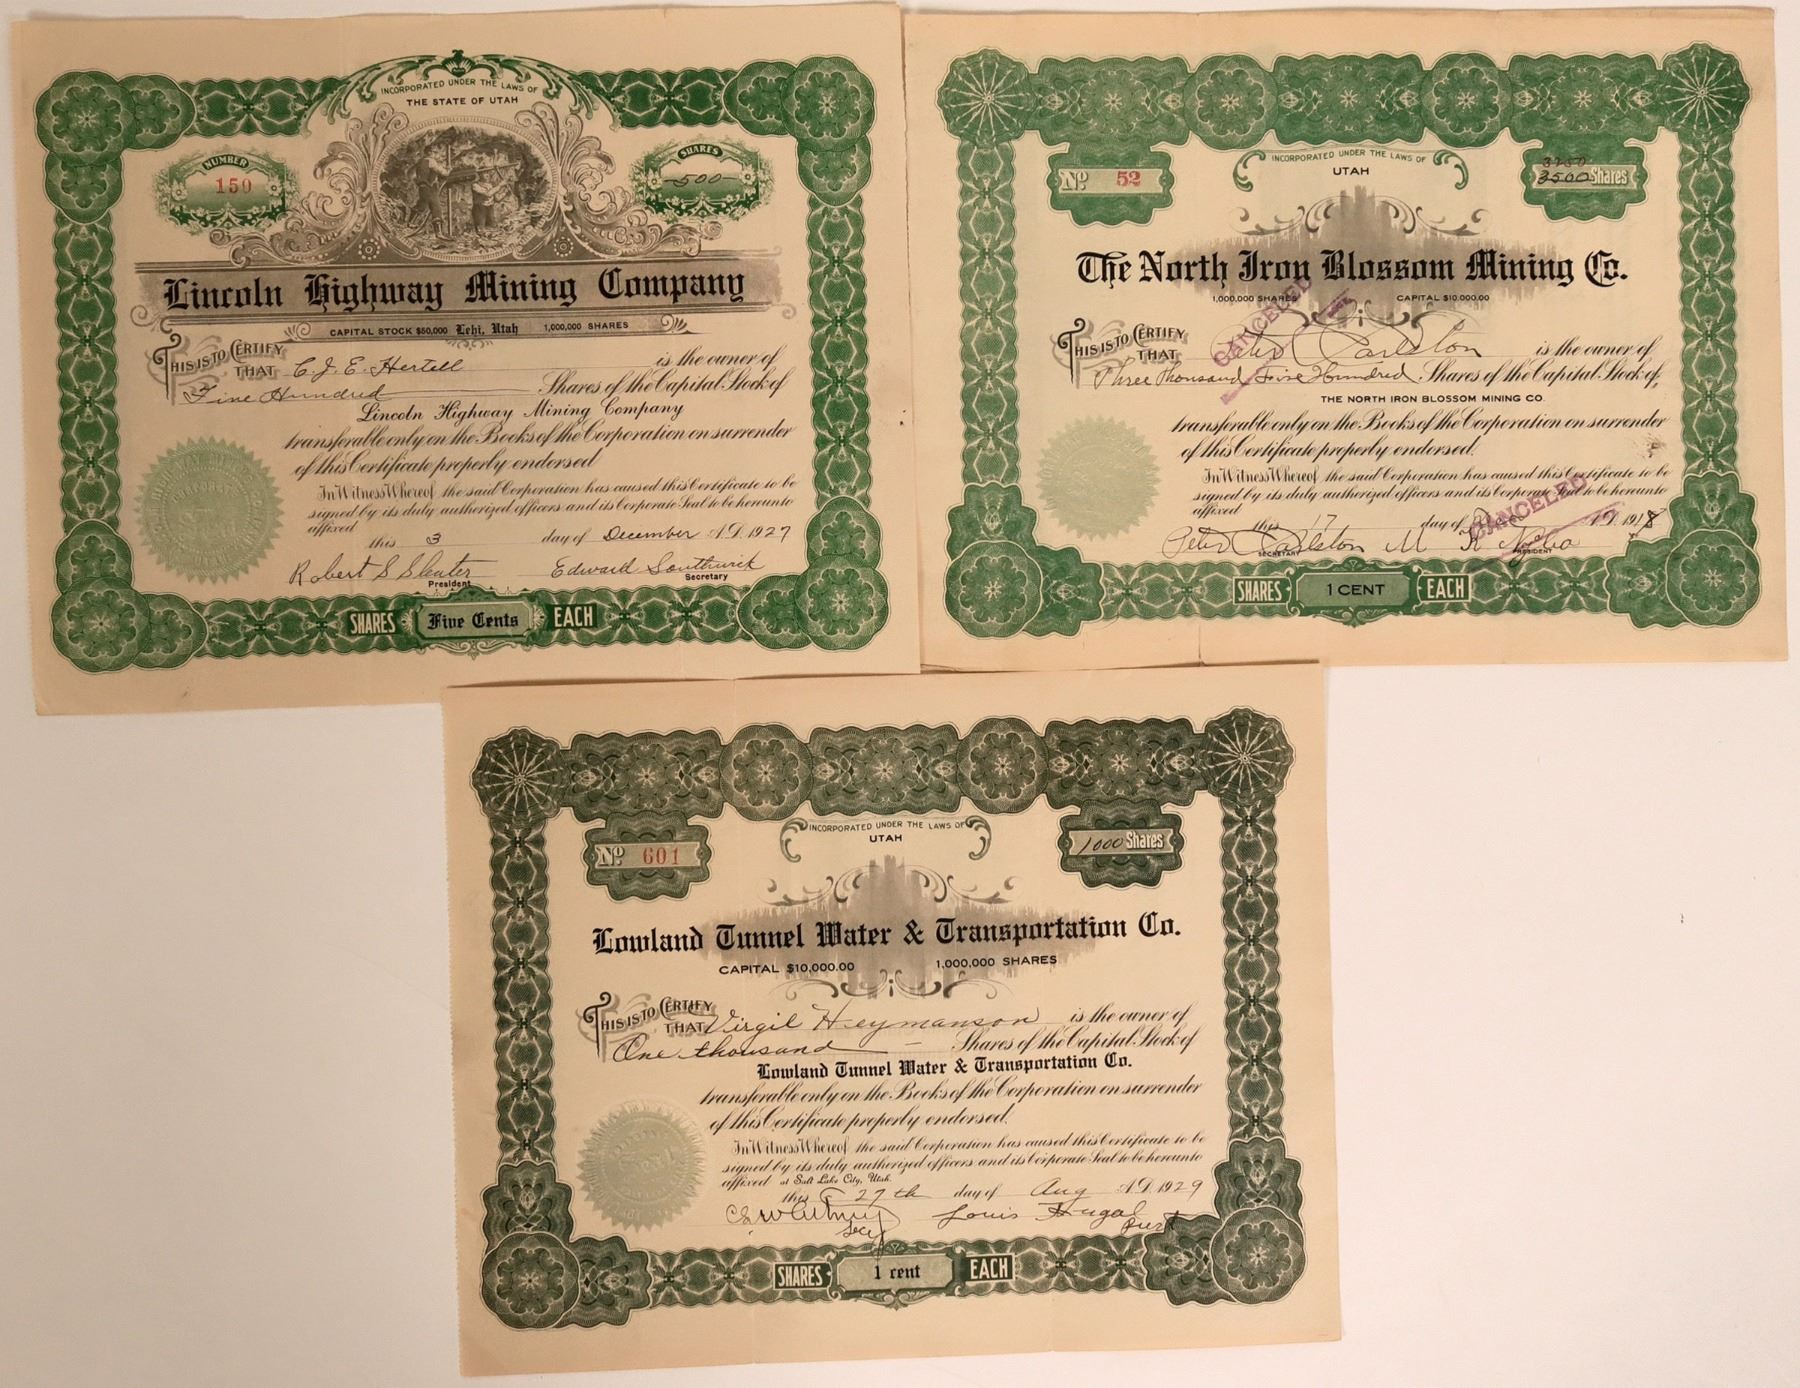 INCORPORATED UNDER THE LAWS OF
THE STATE OF UTAH
NUMBER
150
SHARES
500
Lincoln Highway Mining Company
CAPITAL STOCK $50,000 Lehi, Utah 1,000,000 SHARES
THIS IS TO CERTIFY THAT C. J. E. Hertell is the owner of
Five Hundred Shares of the Capital Stock of
Lincoln Highway Mining Company
transferable only on the Books of the Corporation on surrender
of this Certificate properly endorsed
In Witness Whereof the said Corporation has caused this Certificate to be
signed by its duly authorized officers and its Corporate Seal to be hereunto
affixed
this 3 day of December A.D. 1927
Robert S Edward Southwick
President Secretary
SHARES Five Cents EACH
INCORPORATED UNDER THE LAWS OF
UTAH
No 52
3250
3500 Shares
The North Iron Blossom Mining Co.
1,000,000 SHARES CAPITAL $10,000.00
CANCELED
THIS IS TO CERTIFY THAT Peter Carlston is the owner of
Three Thousand Five Hundred Shares of the Capital Stock of
THE NORTH IRON BLOSSOM MINING CO.
transferable only on the Books of the Corporation on surrender
of this Certificate properly endorsed.
In Witness Whereof the said Corporation has caused this Certificate to be
signed by its duly authorized officers and its Corporate Seal to be hereunto
affixed
CANCELED
this 17 day of A.D. 1918
Peter Carlston M
SECRETARY PRESIDENT
SHARES 1 CENT EACH
INCORPORATED UNDER THE LAWS OF
UTAH
No 601
1000 Shares
Lowland Tunnel Water & Transportation Co.
CAPITAL $10,000.00 1,000,000 SHARES
THIS IS TO CERTIFY THAT Virgil Heymanson is the owner of
One thousand Shares of the Capital Stock of
Lowland Tunnel Water & Transportation Co.
transferable only on the Books of the Corporation on surrender
of this Certificate properly endorsed.
In Witness Whereof the said Corporation has caused this Certificate to be
signed by its duly authorized officers and its Corporate Seal to be hereunto
affixed at Salt Lake City, Utah.
this 27th day of Aug A.D. 1929
Louis
Secy
SHARES 1 cent EACH